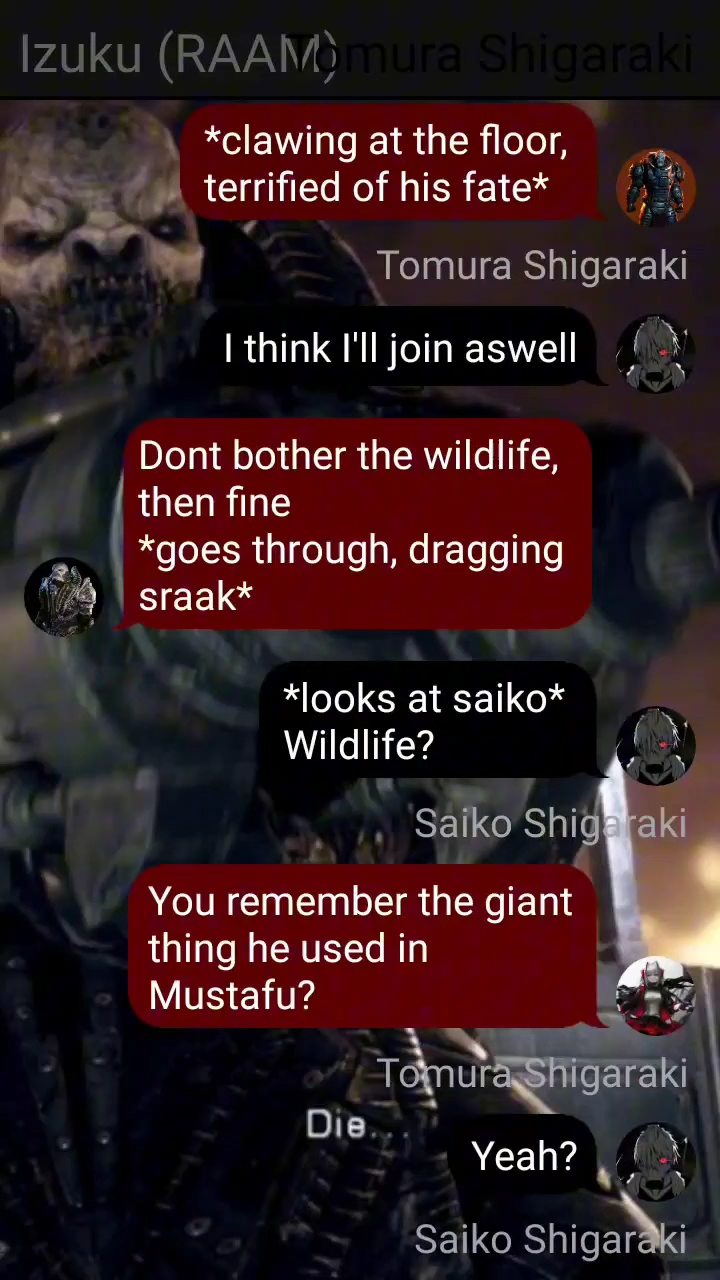 Izuku (RAAM)
Tomura Shigaraki
*clawing at the floor,
terrified of his fate*
Tomura Shigaraki
I think I'll join aswell
Dont bother the wildlife,
then fine
*goes through, dragging
sraak*
*looks at saiko*
Wildlife?
Saiko Shigaraki
You remember the giant
thing he used in
Mustafu?
Tomura Shigaraki
Die...
Yeah?
Saiko Shigaraki